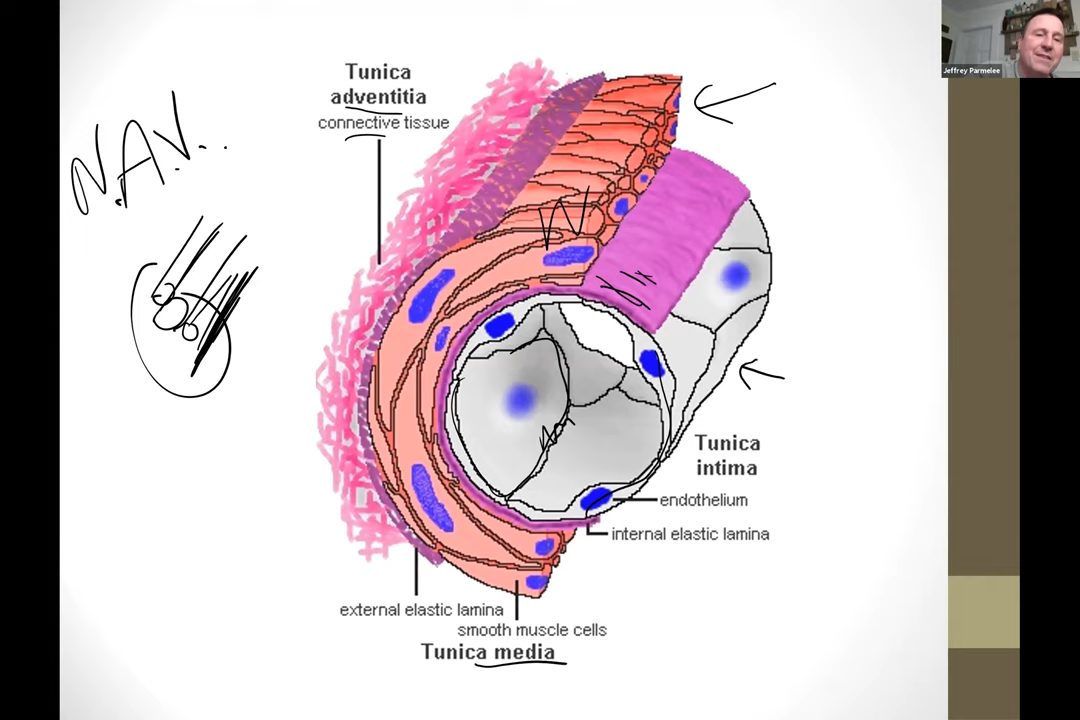 Jeffrey Parmelee
Tunica
adventitia
connective tissue
N.A.V.
Tunica
intima
endothelium
internal elastic lamina
external elastic lamina
smooth muscle cells
Tunica media